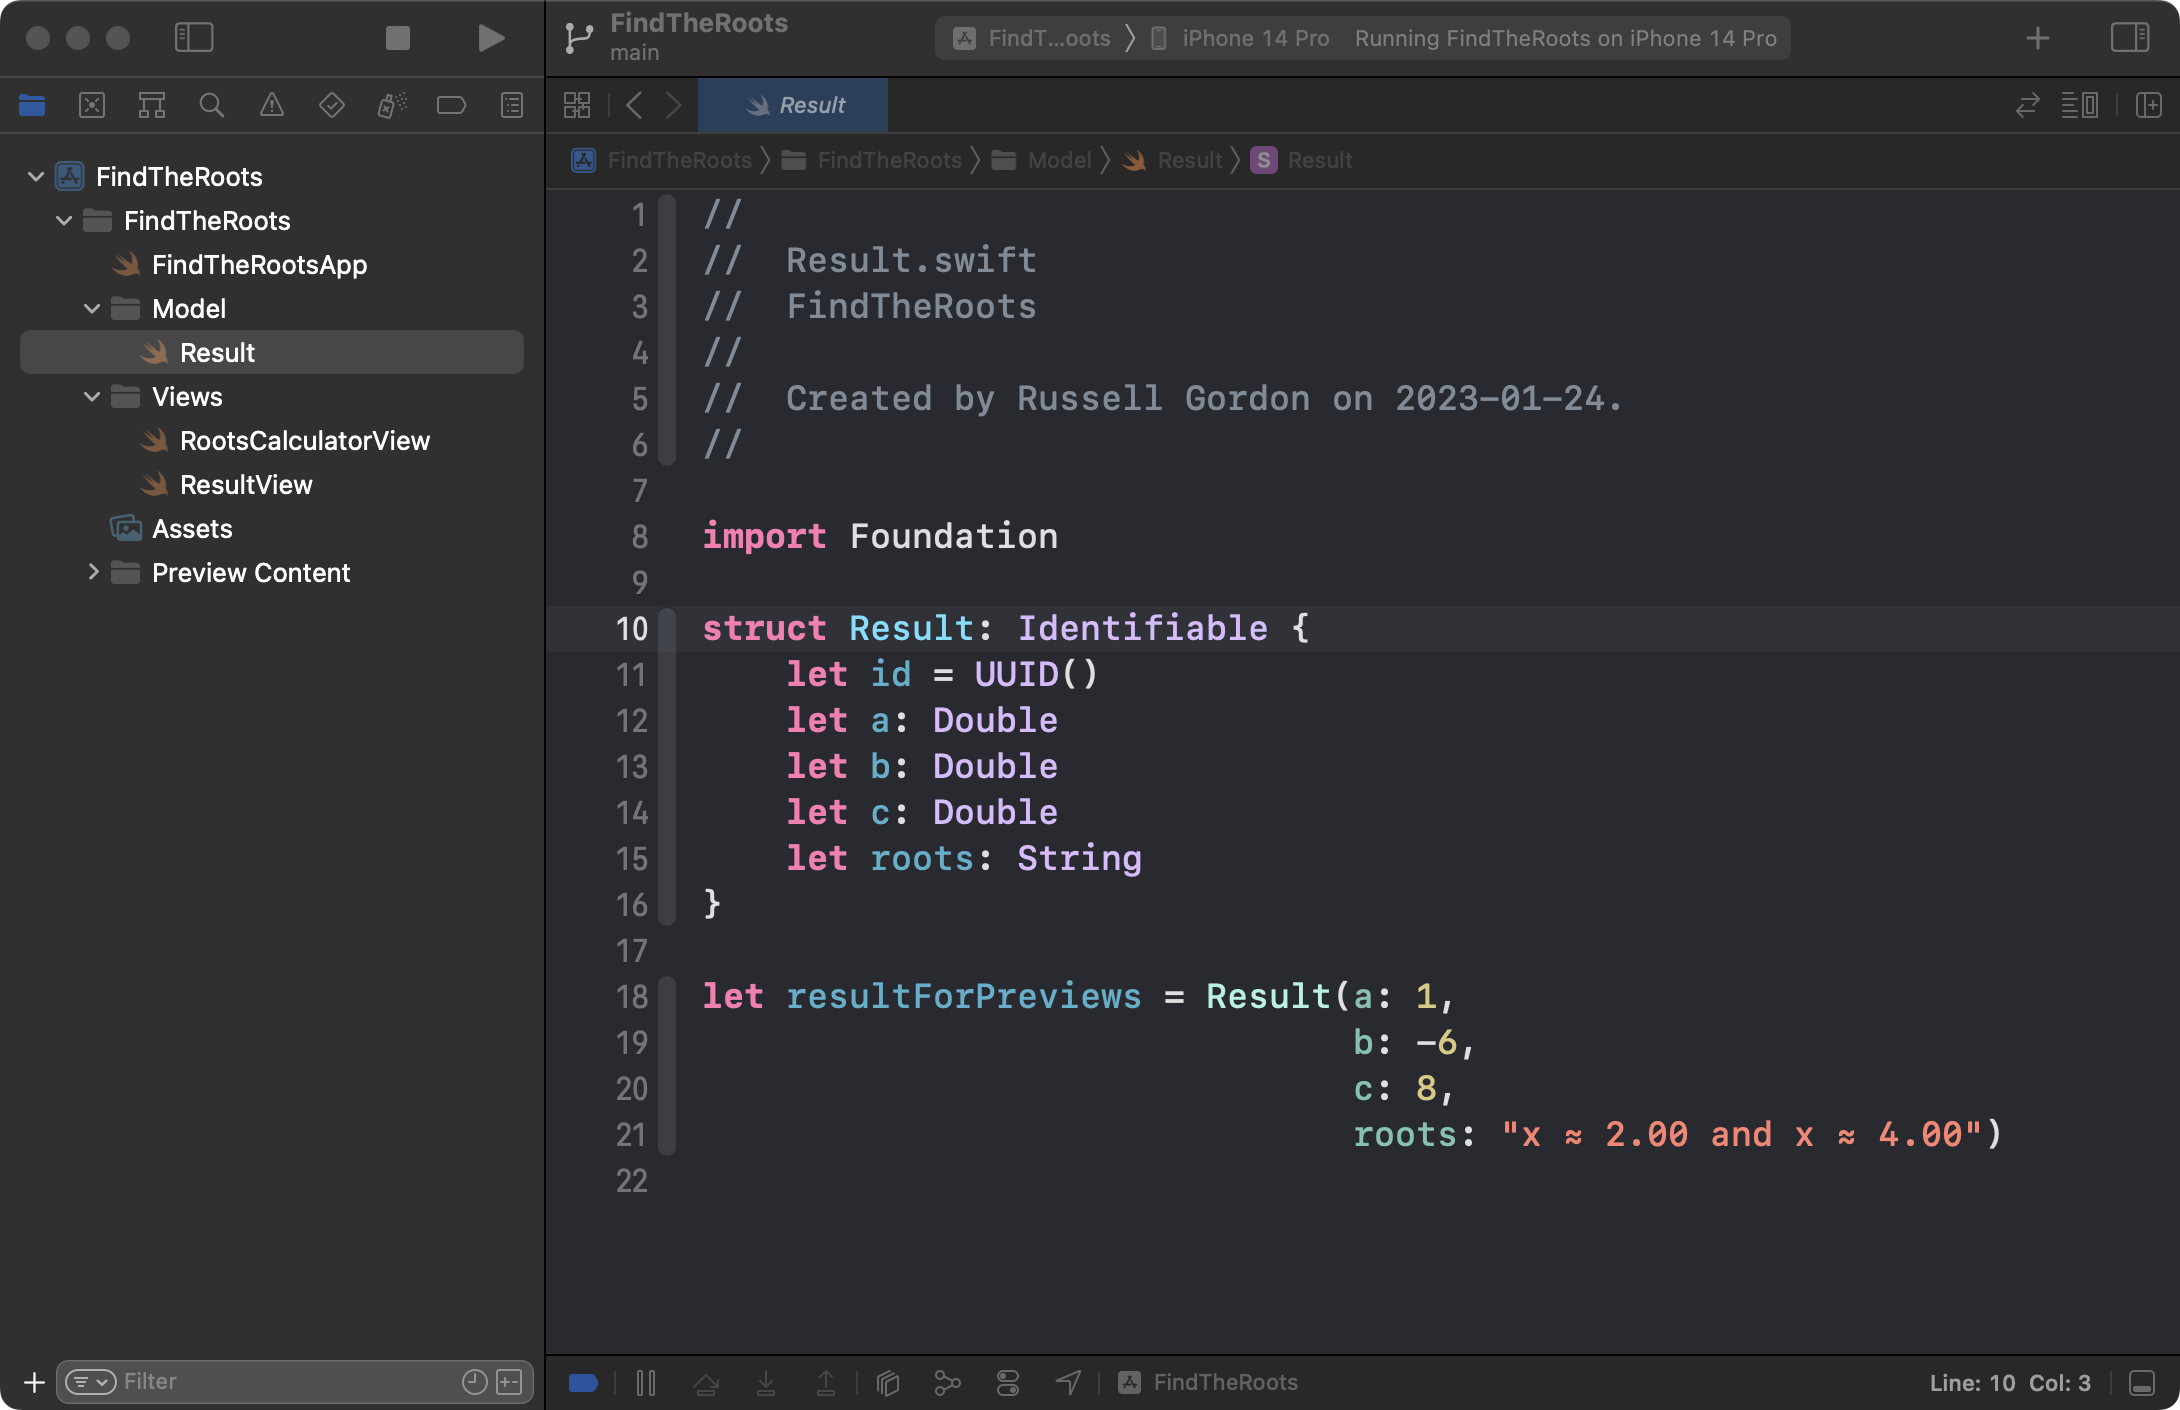 FindTheRoots
main
FindT...oots 〉 iPhone 14 Pro Running FindTheRoots on iPhone 14 Pro
Result
FindTheRoots 〉 FindTheRoots 〉 Model 〉 Result 〉 S Result
FindTheRoots
FindTheRoots
FindTheRootsApp
Model
Result
Views
RootsCalculatorView
ResultView
Assets
Preview Content
1 //
2 //  Result.swift
3 //  FindTheRoots
4 //
5 //  Created by Russell Gordon on 2023-01-24.
6 //
7
8 import Foundation
9
10 struct Result: Identifiable {
11     let id = UUID()
12     let a: Double
13     let b: Double
14     let c: Double
15     let roots: String
16 }
17
18 let resultForPreviews = Result(a: 1,
19                                b: -6,
20                                c: 8,
21                                roots: "x ≈ 2.00 and x ≈ 4.00")
22
Filter
FindTheRoots
Line: 10 Col: 3